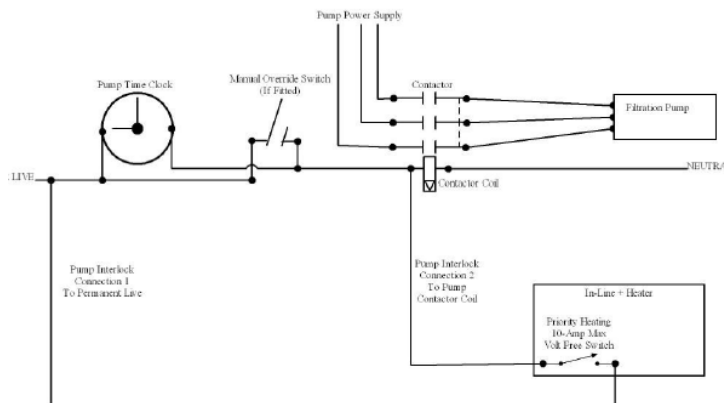 Pump Power Supply
Pump Time Clock
Manual Override Switch
(If Fitted)
Contactor
Filtration Pump
LIVE
NEUTRA
Contactor Coil
Pump Interlock
Connection 1
To Permanent Live
Pump Interlock
Connection 2
To Pump
Contactor Coil
In-Line + Heater
Priority Heating
10-Amp Max
Volt Free Switch